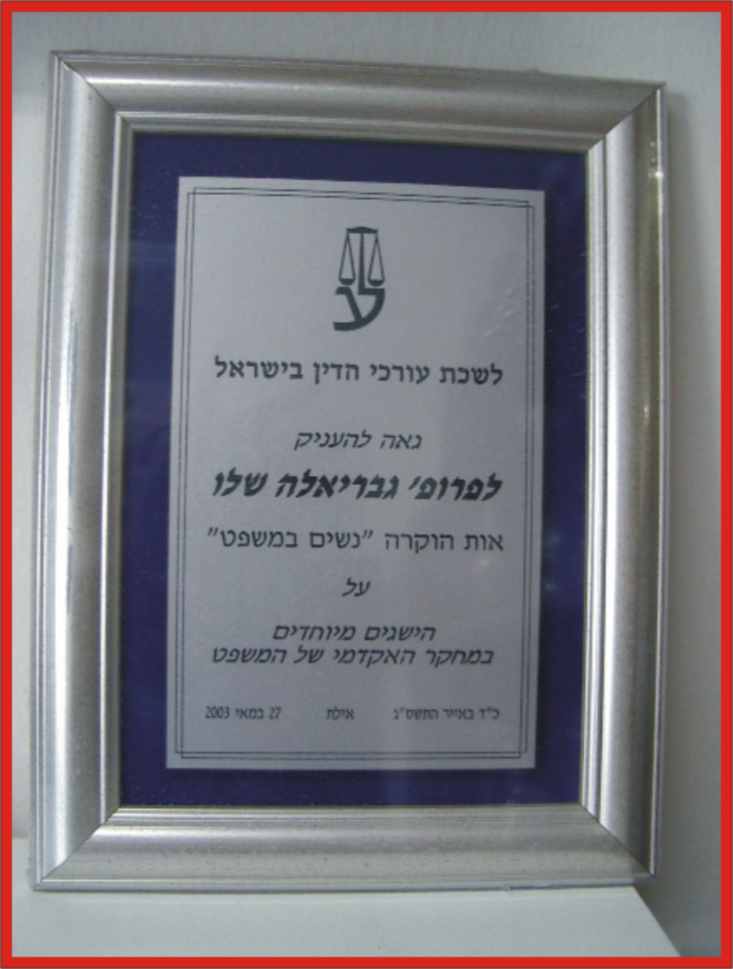 לשכת עורכי הדין בישראל
גאה להעניק
לפרופ׳ גבריאלה שלו
אות הוקרה ״נשים במשפט״
על
הישגים מיוחדים
במחקר האקדמי של המשפט
כ"ד באייר התשס"ג אילת 27 במאי 2003